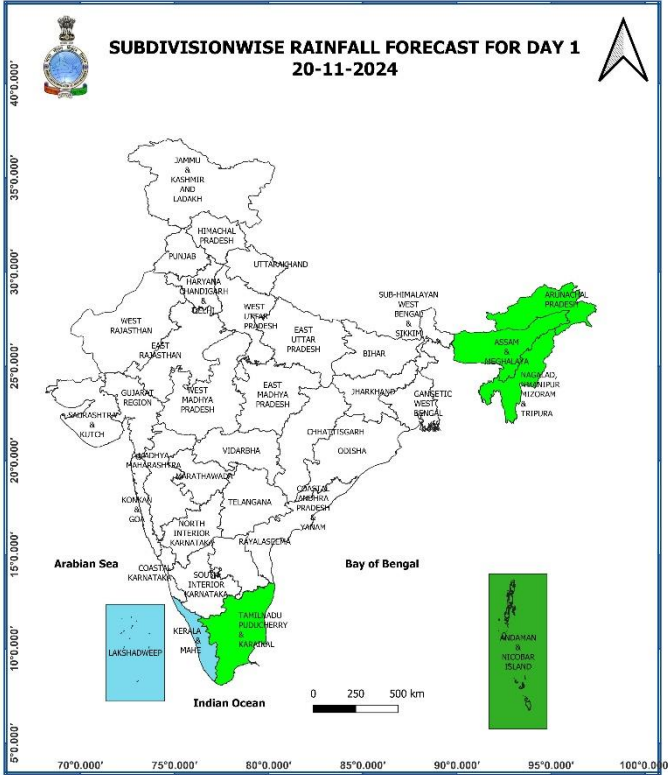 SUBDIVISIONWISE RAINFALL FORECAST FOR DAY 1
20-11-2024
40°0.000'
35°0.000'
30°0.000'
25°0.000'
20°0.000'
15°0.000'
10°0.000'
5°0.000'
JAMMU
&
KASHMIR
AND
LADAKH
HIMACHAL
PRADESH
PUNJAB
UTTARAKHAND
HARYANA
CHANDIGARH
&
DELHI
WEST
UTTAR
PRADESH
SUB-HIMALAYAN
WEST
BENGAL
&
SIKKIM
ARUNACHAL
PRADESH
WEST
RAJASTHAN
EAST
RAJASTHAN
EAST
UTTAR
PRADESH
BIHAR
ASSAM
&
MEGHALAYA
NAGALAD,
MANIPUR
MIZORAM
&
TRIPURA
GUJARAT
REGION
WEST
MADHYA
PRADESH
EAST
MADHYA
PRADESH
JHARKHAND
GANGETIC
WEST
BENGAL
SAURASHTRA
&
KUTCH
CHHATTISGARH
ODISHA
MADHYA
MAHARASHTRA
VIDARBHA
MARATHAWADA
KONKAN
&
GOA
TELANGANA
COASTAL
ANDHRA
PRADESH
&
YANAM
NORTH
INTERIOR
KARNATAKA
RAYALASEEMA
Arabian Sea
Bay of Bengal
COASTAL
KARNATAKA
SOUTH
INTERIOR
KARNATAKA
TAMILNADU
PUDUCHERRY
&
KARAIKAL
KERALA
&
MAHE
LAKSHADWEEP
ANDAMAN
&
NICOBAR
ISLAND
Indian Ocean
0 250 500 km
70°0.000' 75°0.000' 80°0.000' 85°0.000' 90°0.000' 95°0.000' 100°0.000